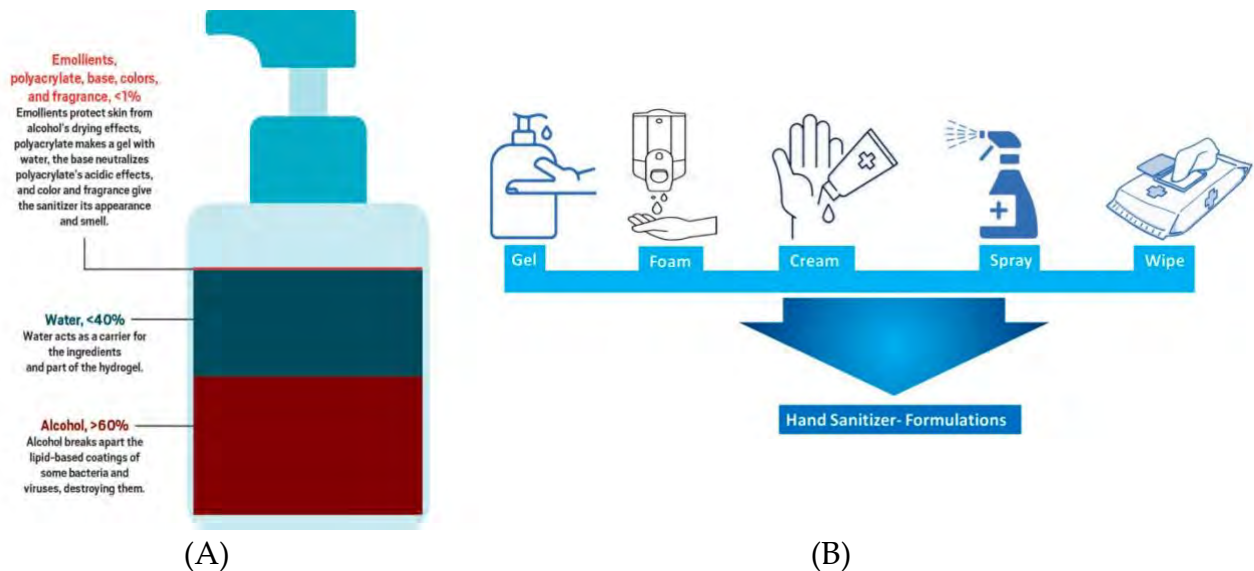 Emollients,
polyacrylate, base, colors,
and fragrance, <1%
Emollients protect skin from
alcohol's drying effects,
polyacrylate makes a gel with
water, the base neutralizes
polyacrylate's acidic effects,
and color and fragrance give
the sanitizer its appearance
and smell.
Water, <40%
Water acts as a carrier for
the ingredients
and part of the hydrogel.
Alcohol, >60%
Alcohol breaks apart the
lipid-based coatings of
some bacteria and
viruses, destroying them.
(A)
Gel
Foam
Cream
Spray
Wipe
Hand Sanitizer- Formulations
(B)